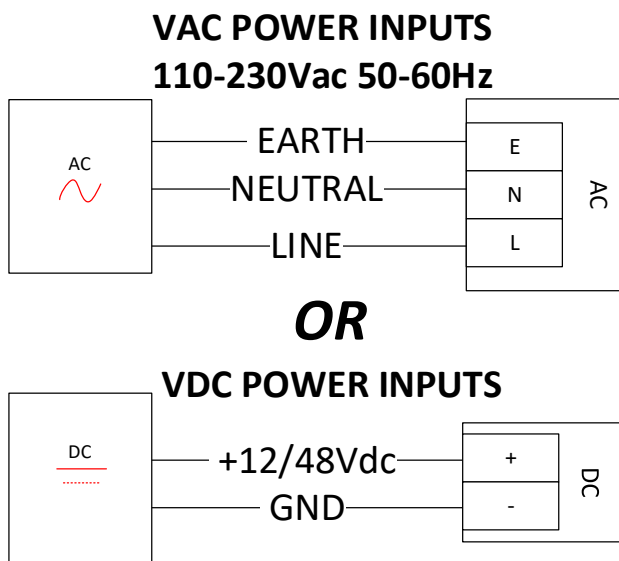 VAC POWER INPUTS
110-230Vac 50-60Hz
AC
EARTH
E
NEUTRAL
N
LINE
L
AC
OR
VDC POWER INPUTS
DC
+12/48Vdc
+
GND
-
DC